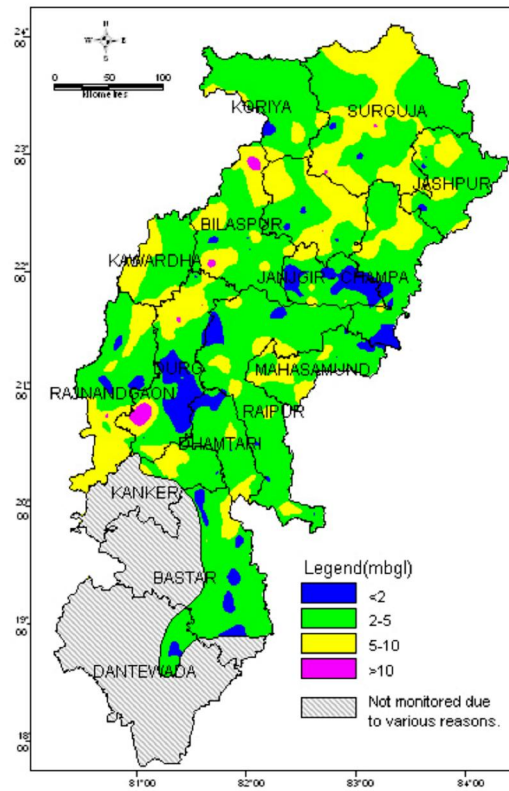 N
W E
S
0 50 100
kilometres
24°
23°
00'
22°
00'
21°
00'
20°
00'
19°
00'
18°
00'
KORIYA
SURGUJA
JASHPUR
BILASPUR
KAWARDHA
JANJGIR - CHAMPA
DURG
MAHASAMUND
RAJNANDGAON
RAIPUR
DHAMTARI
KANKER
BASTAR
DANTEWADA
Legend(mbgl)
<2
2-5
5-10
>10
Not monitored due
to various reasons.
81°00 82°00 83°00 84°00